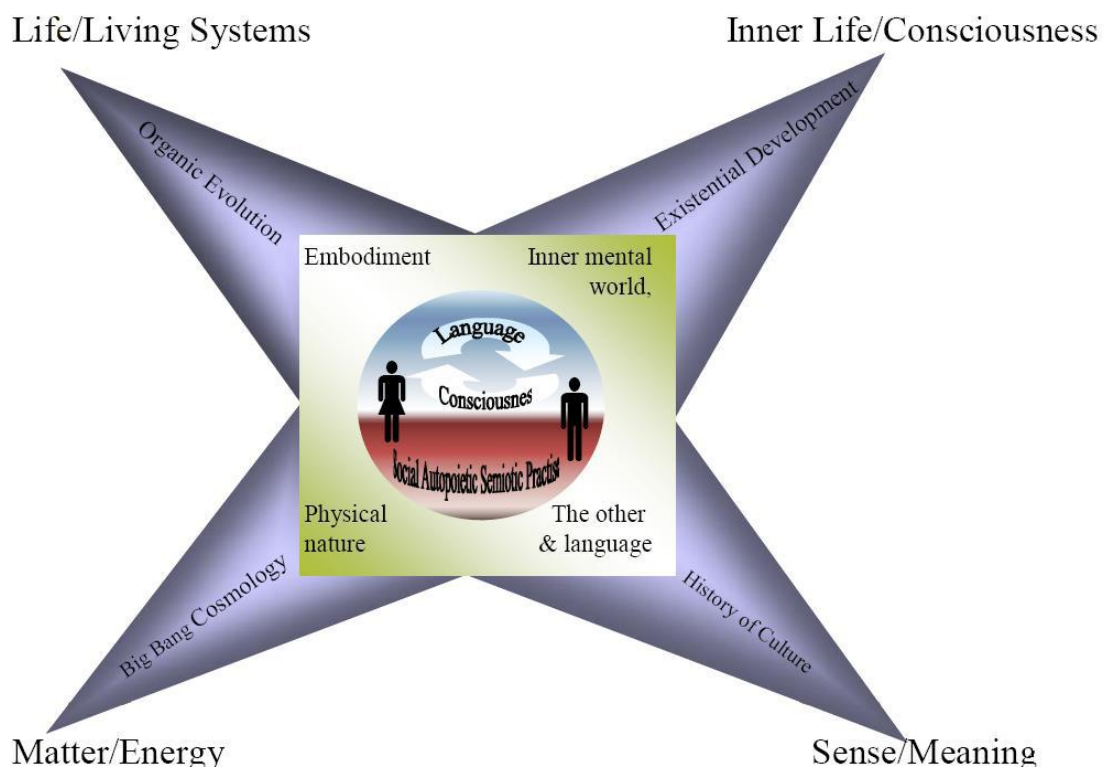 Life/Living Systems
Inner Life/Consciousness
Organic Evolution
Existential Development
Embodiment
Inner mental
world,
Language
Consciousnes
Social Autopoietic Semiotic Practise
Physical
nature
The other
& language
Big Bang Cosmology
History of Culture
Matter/Energy
Sense/Meaning